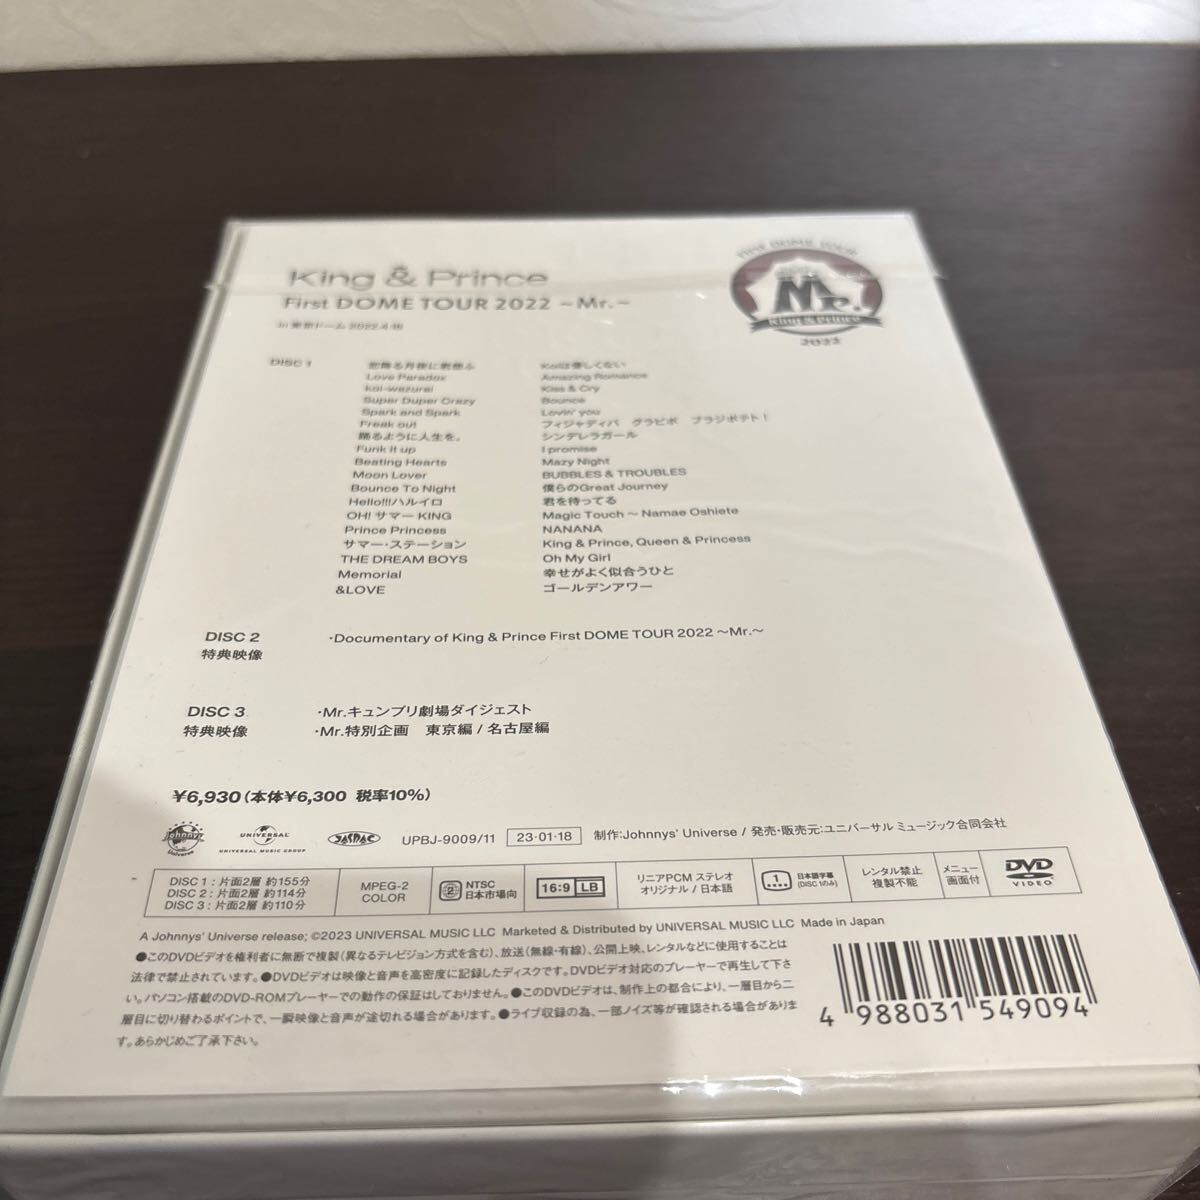 King & Prince
First DOME TOUR 2022 ～Mr.～
in 東京ドーム 2022.4.16
FIRST DOME TOUR
Mr.
King & Prince
2022
DISC 1
恋降る月夜に君想ふ
Love Paradox
koi-wazurai
Super Duper Crazy
Spark and Spark
Freak out
踊るように人生を。
Funk it up
Beating Hearts
Moon Lover
Bounce To Night
Hello!!!ハルイロ
OH! サマー KING
Prince Princess
サマー・ステーション
THE DREAM BOYS
Memorial
&LOVE
Koiは優しくない
Amazing Romance
Kiss & Cry
Bounce
Lovin' you
フィジャディバ グラビボ ブラジポテト！
シンデレラガール
I promise
Mazy Night
BUBBLES & TROUBLES
僕らのGreat Journey
君を待ってる
Magic Touch ～ Namae Oshiete
NANANA
King & Prince, Queen & Princess
Oh My Girl
幸せがよく似合うひと
ゴールデンアワー
DISC 2
特典映像
・Documentary of King & Prince First DOME TOUR 2022 ～Mr.～
DISC 3
特典映像
・Mr.キュンプリ劇場ダイジェスト
・Mr.特別企画 東京編 / 名古屋編
¥6,930（本体¥6,300 税率10%）
Johnnys' Universe
UNIVERSAL
UNIVERSAL MUSIC GROUP
JASRAC
UPBJ-9009/11
23・01・18
制作:Johnnys' Universe / 発売・販売元:ユニバーサル ミュージック合同会社
DISC 1 : 片面2層 約155分
DISC 2 : 片面2層 約114分
DISC 3 : 片面2層 約110分
MPEG-2
COLOR
2
NTSC
日本市場向
16:9 LB
リニアPCM ステレオ
オリジナル / 日本語
1
日本語字幕
(DISC 1のみ)
レンタル禁止
複製不能
メニュー
画面付
DVD
VIDEO
A Johnnys' Universe release; ©2023 UNIVERSAL MUSIC LLC Marketed & Distributed by UNIVERSAL MUSIC LLC Made in Japan
●このDVDビデオを権利者に無断で複製(異なるテレビジョン方式を含む)、放送(無線・有線)、公開上映、レンタルなどに使用することは
法律で禁止されています。●DVDビデオは映像と音声を高密度に記録したディスクです。DVDビデオ対応のプレーヤーで再生して下さ
い。パソコン搭載のDVD-ROMプレーヤーでの動作の保証はしておりません。●このDVDビデオは、制作上の都合により、一層目から二
層目に切り替わるポイントで、一瞬映像と音声が途切れる場合があります。●ライブ収録の為、一部ノイズ等が確認される場合がありま
す。あらかじめご了承下さい。
4 988031 549094